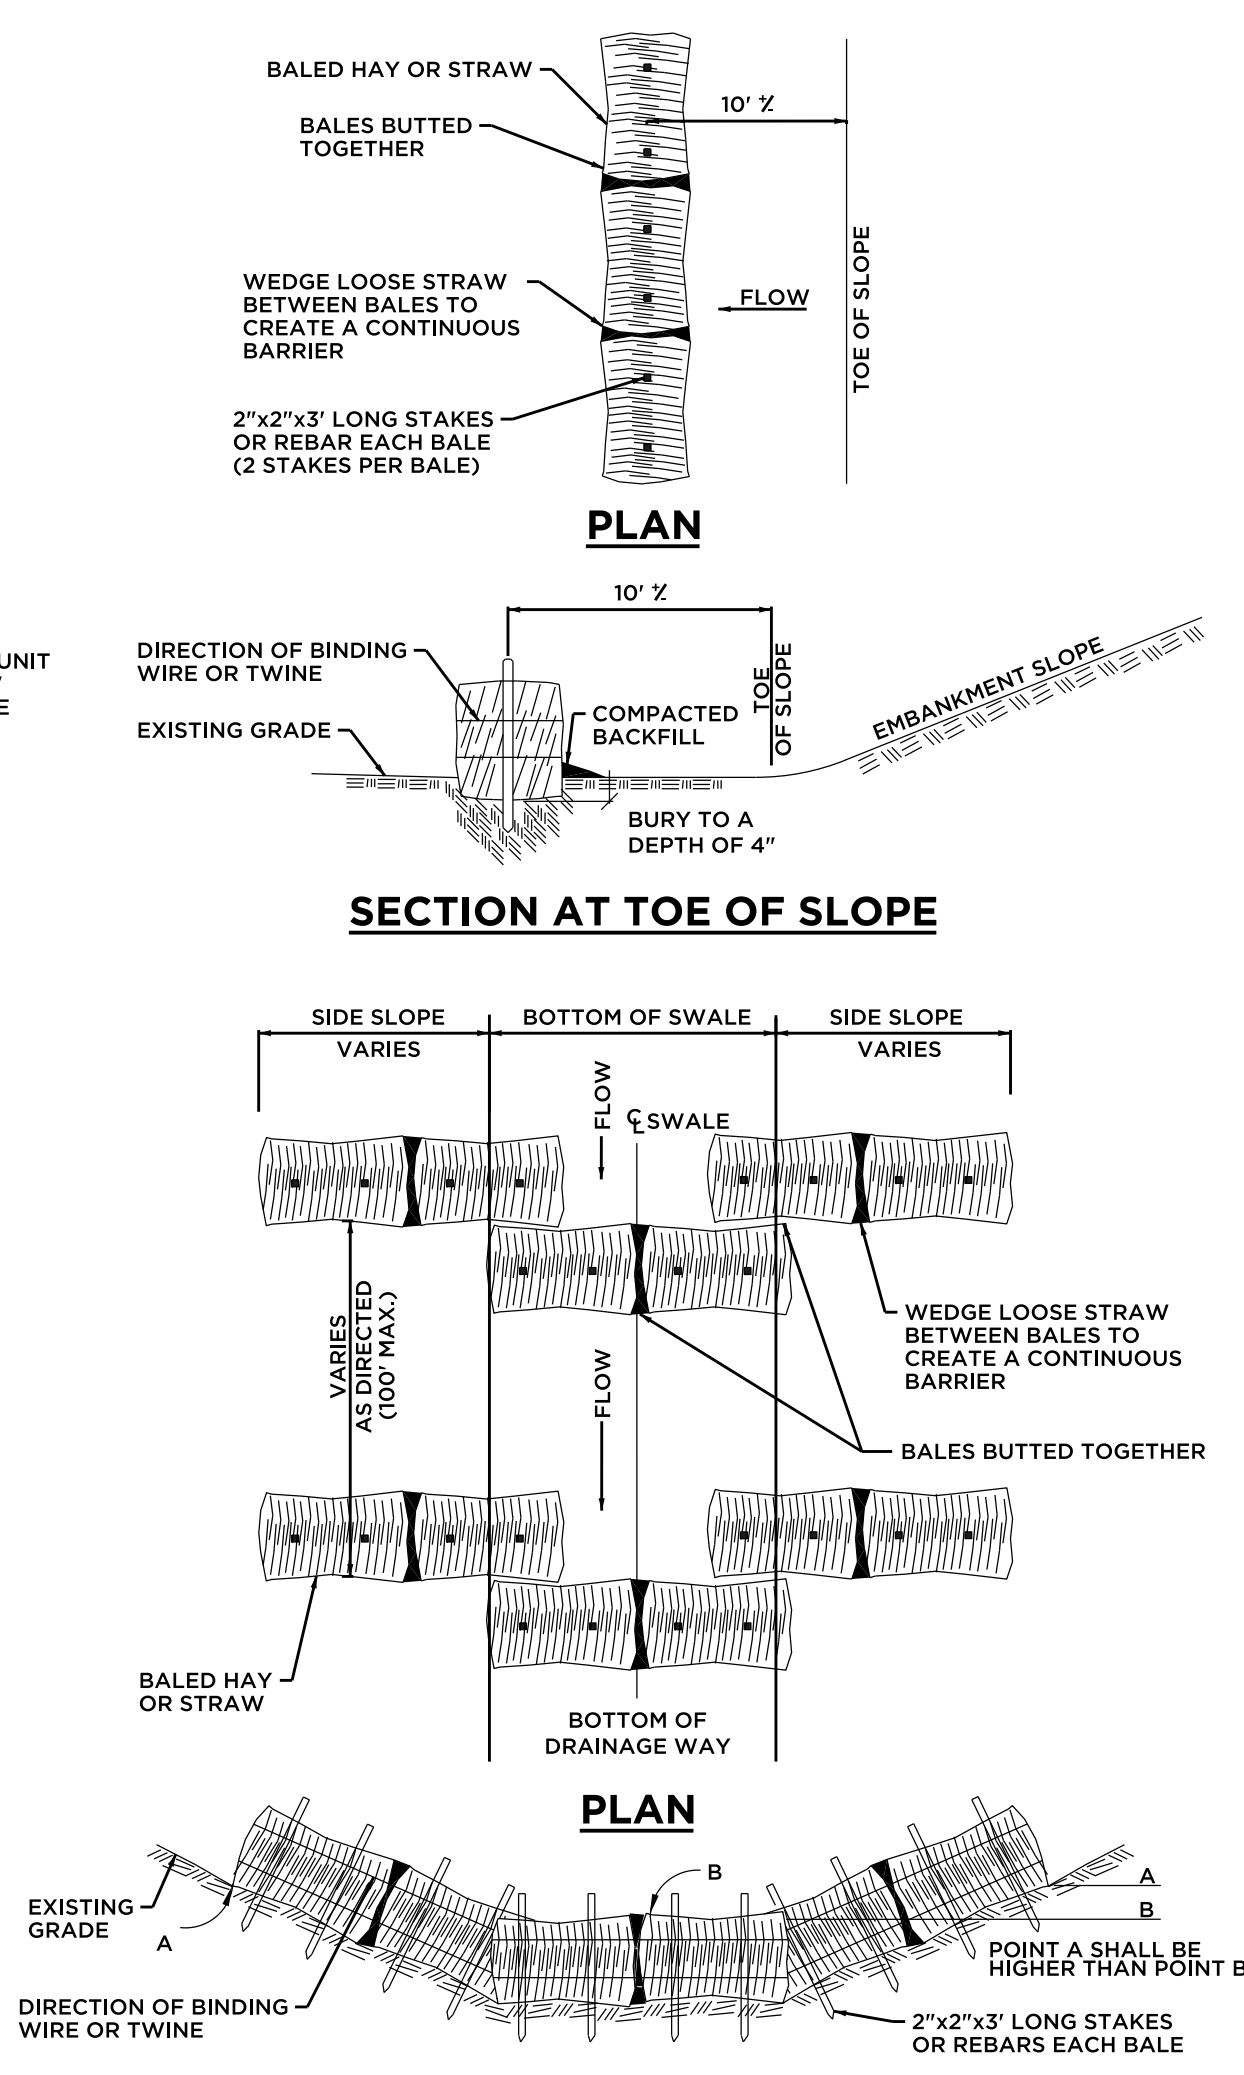 BALED HAY OR STRAW
10' +/-
BALES BUTTED
TOGETHER
WEDGE LOOSE STRAW
BETWEEN BALES TO
CREATE A CONTINUOUS
BARRIER
FLOW
TOE OF SLOPE
2"x2"x3' LONG STAKES
OR REBAR EACH BALE
(2 STAKES PER BALE)
PLAN
10' +/-
UNIT
E
DIRECTION OF BINDING
WIRE OR TWINE
EXISTING GRADE
COMPACTED
BACKFILL
TOE
OF SLOPE
EMBANKMENT SLOPE
BURY TO A
DEPTH OF 4"
SECTION AT TOE OF SLOPE
SIDE SLOPE
VARIES
BOTTOM OF SWALE
SIDE SLOPE
VARIES
FLOW
℄ SWALE
VARIES
AS DIRECTED
(100' MAX.)
FLOW
WEDGE LOOSE STRAW
BETWEEN BALES TO
CREATE A CONTINUOUS
BARRIER
BALES BUTTED TOGETHER
BALED HAY
OR STRAW
BOTTOM OF
DRAINAGE WAY
PLAN
B
A
B
EXISTING
GRADE
A
POINT A SHALL BE
HIGHER THAN POINT B
DIRECTION OF BINDING
WIRE OR TWINE
2"x2"x3' LONG STAKES
OR REBARS EACH BALE